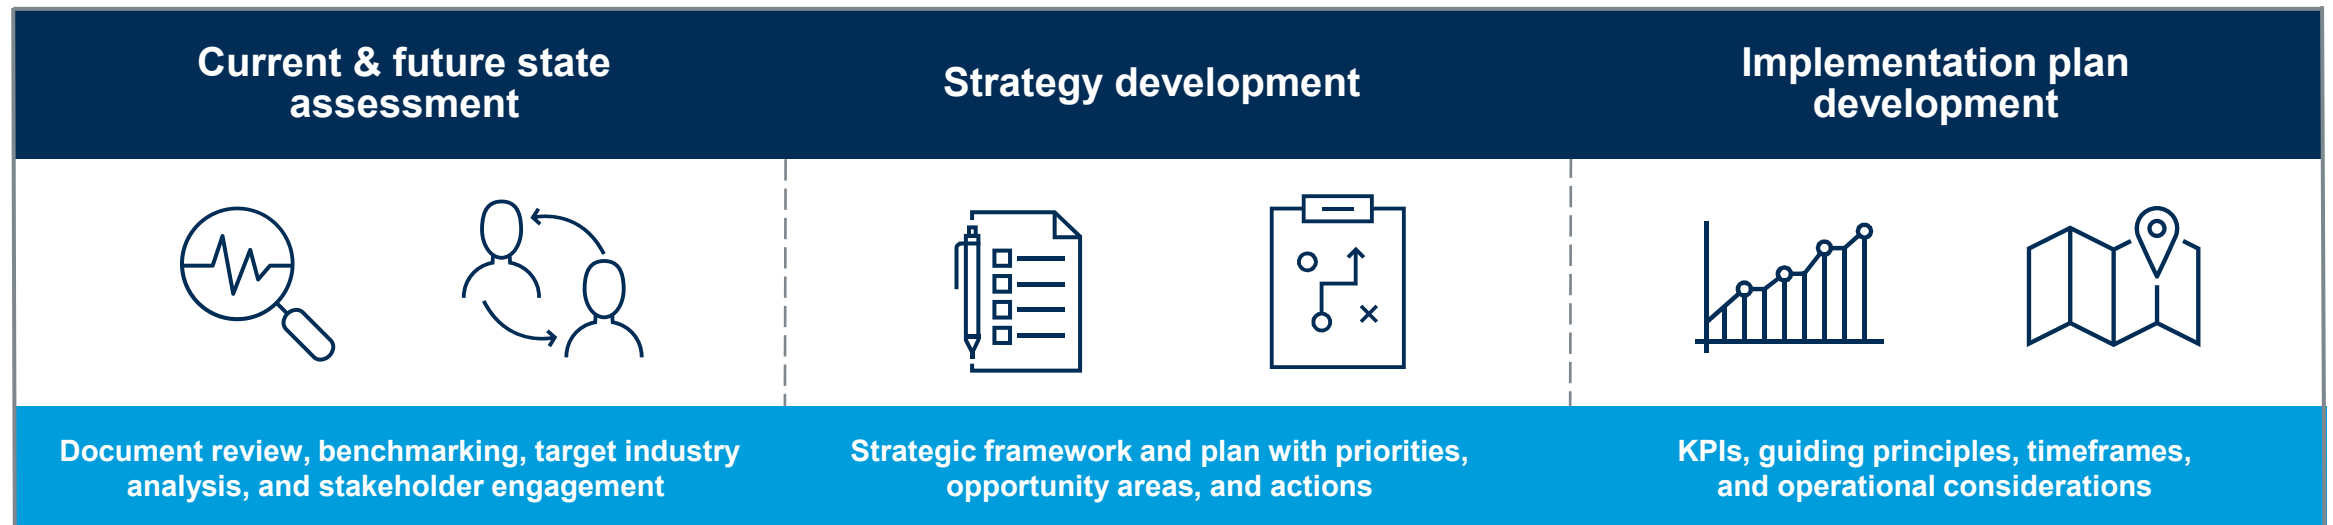 Current & future state
assessment
Strategy development
Implementation plan
development
Document review, benchmarking, target industry
analysis, and stakeholder engagement
Strategic framework and plan with priorities,
opportunity areas, and actions
KPIs, guiding principles, timeframes,
and operational considerations